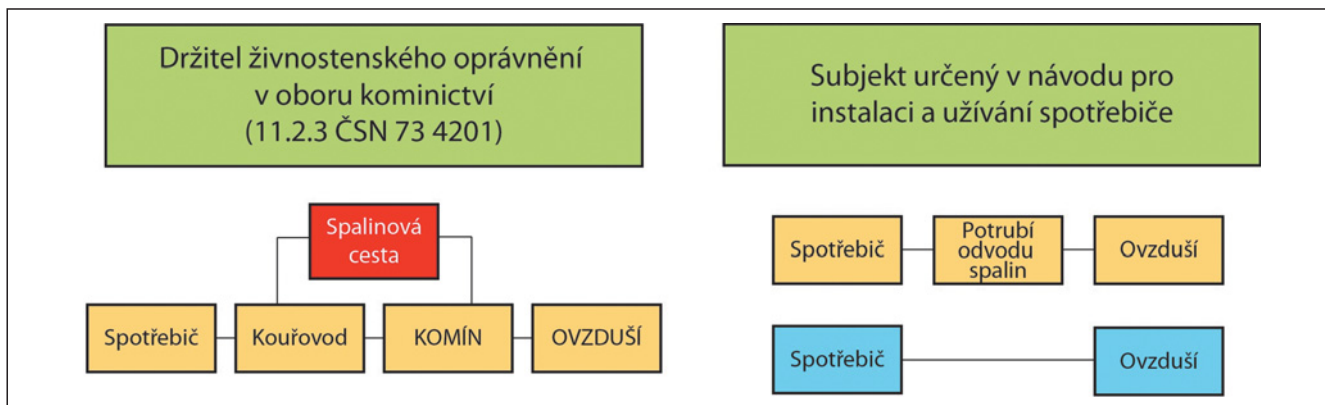 Držitel živnostenského oprávnění
v oboru kominictví
(11.2.3 ČSN 73 4201)
Subjekt určený v návodu pro
instalaci a užívání spotřebiče
Spalinová
cesta
Spotřebič
Kouřovod
KOMÍN
OVZDUŠÍ
Spotřebič
Potrubí
odvodu
spalin
Ovzduší
Spotřebič
Ovzduší